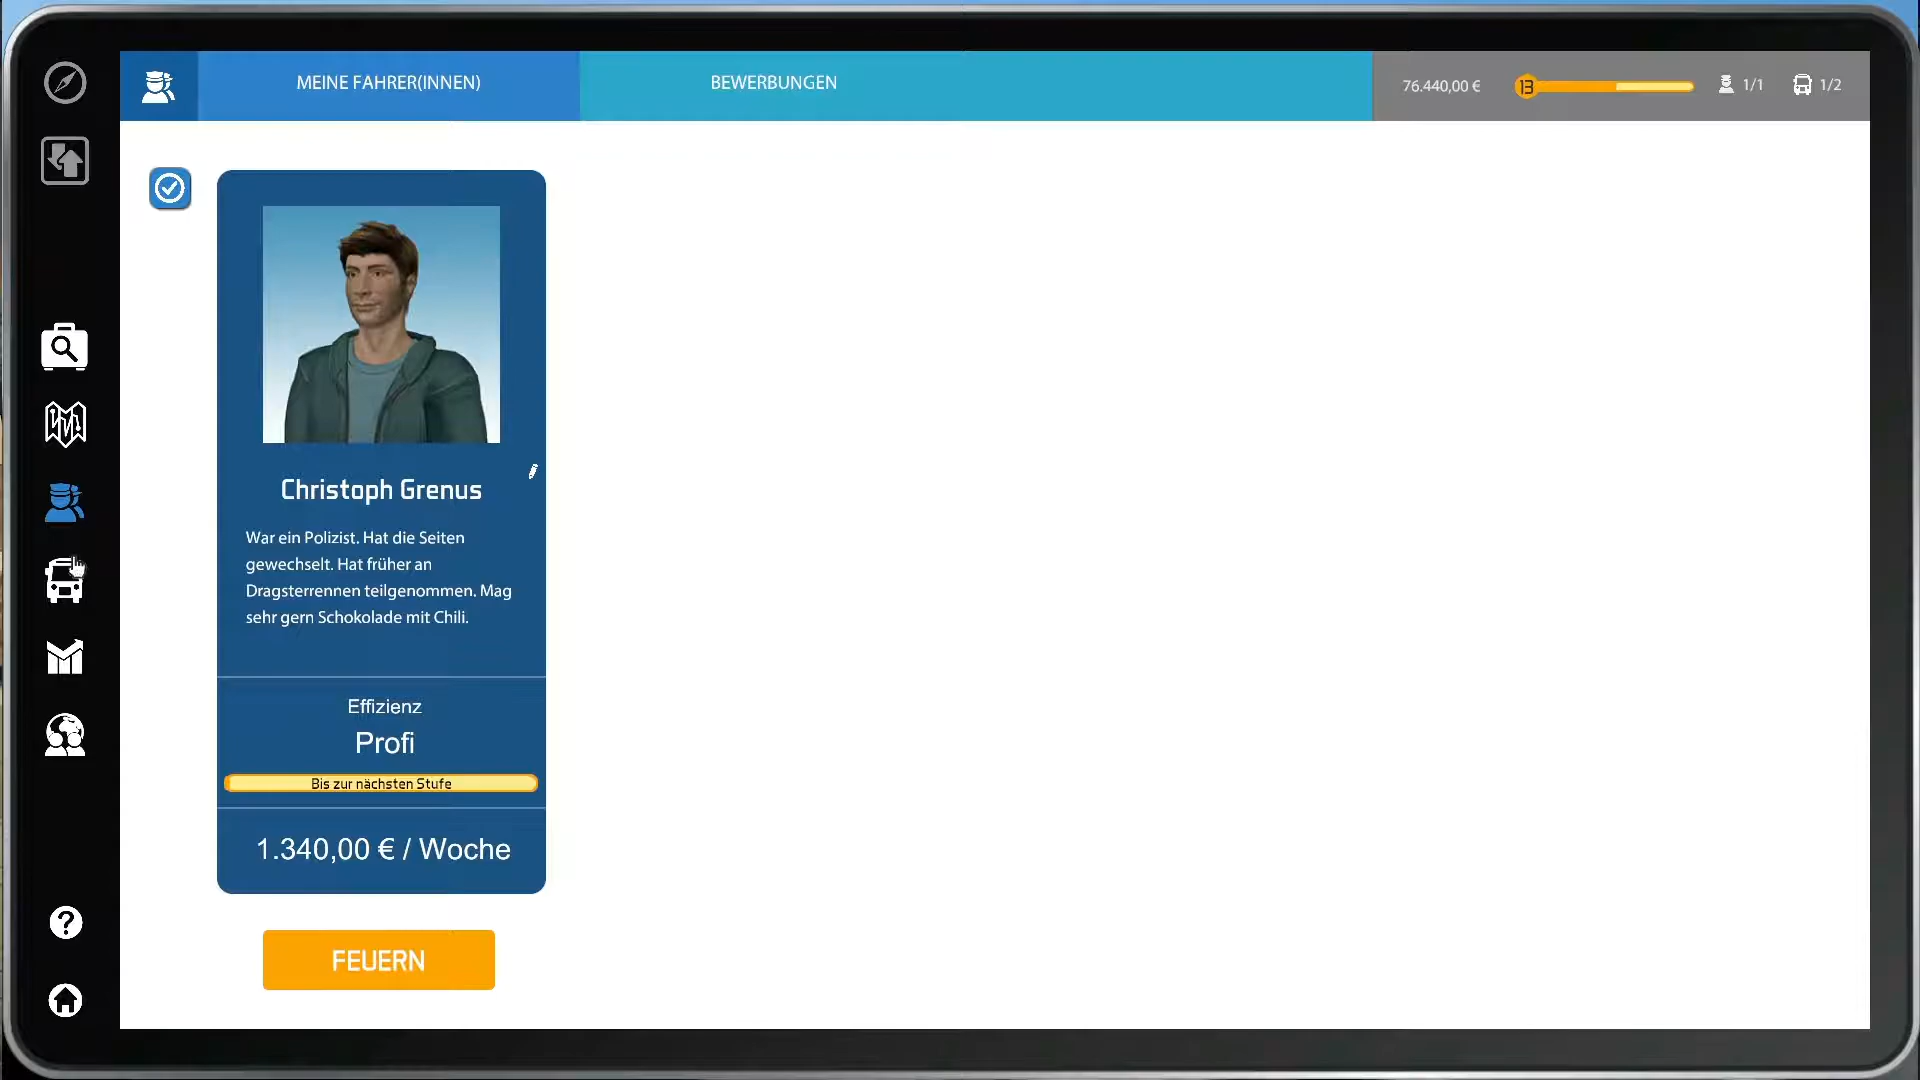 MEINE FAHRER(INNEN)
BEWERBUNGEN
76.440,00 €
13
1/1
1/2
Christoph Grenus
War ein Polizist. Hat die Seiten
gewechselt. Hat früher an
Dragsterrennen teilgenommen. Mag
sehr gern Schokolade mit Chili.
Effizienz
Profi
Bis zur nächsten Stufe
1.340,00 € / Woche
FEUERN